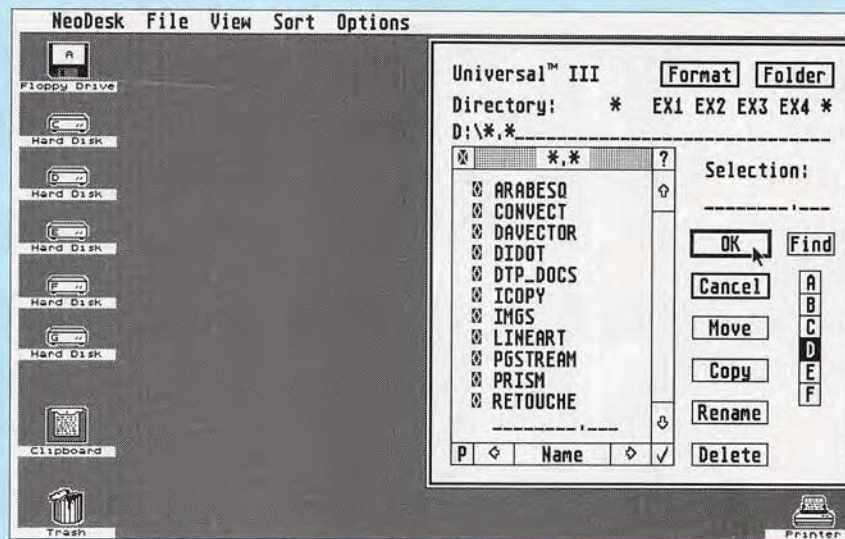 NeoDesk File View Sort Options
A
Floppy Drive
C
Hard Disk
D
Hard Disk
E
Hard Disk
F
Hard Disk
G
Hard Disk
Clipboard
Trash
Printer
Universal™ III Format Folder
Directory: * EX1 EX2 EX3 EX4 *
D:\*.*
*.* ?
ARABESQ
CONVECT
DAVECTOR
DIDOT
DTP_DOCS
ICOPY
IMGS
LINEART
PGSTREAM
PRISM
RETOUCHE
P Name √
Selection:
OK Find
Cancel
Move
Copy
Rename
Delete
A
B
C
D
E
F